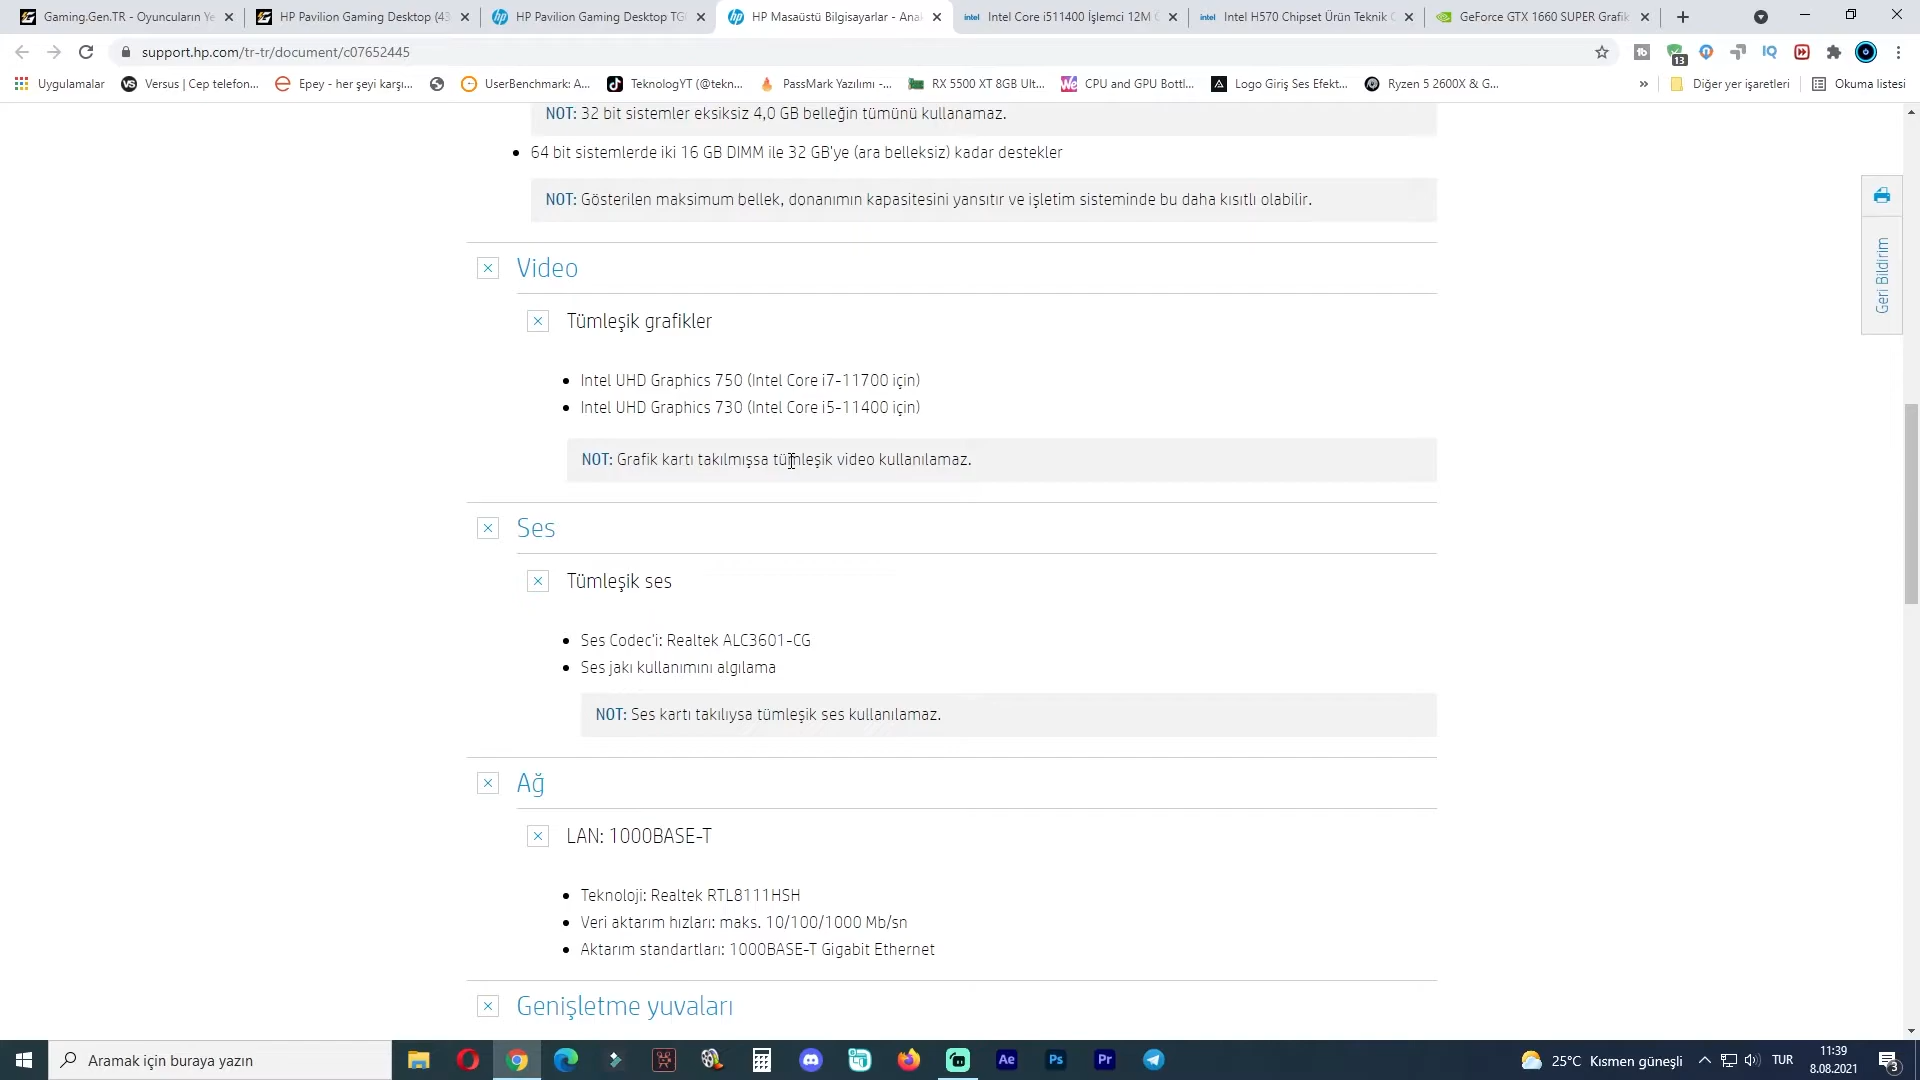 Gaming.Gen.TR - Oyuncuların Ye
HP Pavilion Gaming Desktop (43
HP Pavilion Gaming Desktop TG
HP Masaüstü Bilgisayarlar - Ana
Intel Core i511400 İşlemci 12M
Intel H570 Chipset Ürün Teknik
GeForce GTX 1660 SUPER Grafik
support.hp.com/tr-tr/document/c07652445
13
IQ
Uygulamalar
Versus | Cep telefon...
Epey - her şeyi karşı...
UserBenchmark: A...
TeknologYT (@tekn...
PassMark Yazılımı -...
RX 5500 XT 8GB Ult...
CPU and GPU Bottl...
Logo Giriş Ses Efekt...
Ryzen 5 2600X & G...
»
Diğer yer işaretleri
Okuma listesi
NOT: 32 bit sistemler eksiksiz 4,0 GB belleğin tümünü kullanamaz.
• 64 bit sistemlerde iki 16 GB DIMM ile 32 GB'ye (ara belleksiz) kadar destekler
NOT: Gösterilen maksimum bellek, donanımın kapasitesini yansıtır ve işletim sisteminde bu daha kısıtlı olabilir.
Geri Bildirim
Video
Tümleşik grafikler
• Intel UHD Graphics 750 (Intel Core i7-11700 için)
• Intel UHD Graphics 730 (Intel Core i5-11400 için)
NOT: Grafik kartı takılmışsa tümleşik video kullanılamaz.
Ses
Tümleşik ses
• Ses Codec'i: Realtek ALC3601-CG
• Ses jakı kullanımını algılama
NOT: Ses kartı takılıysa tümleşik ses kullanılamaz.
Ağ
LAN: 1000BASE-T
• Teknoloji: Realtek RTL8111HSH
• Veri aktarım hızları: maks. 10/100/1000 Mb/sn
• Aktarım standartları: 1000BASE-T Gigabit Ethernet
Genişletme yuvaları
Aramak için buraya yazın
Ae
Ps
Pr
25°C Kısmen güneşli
TUR
11:39
8.08.2021
3